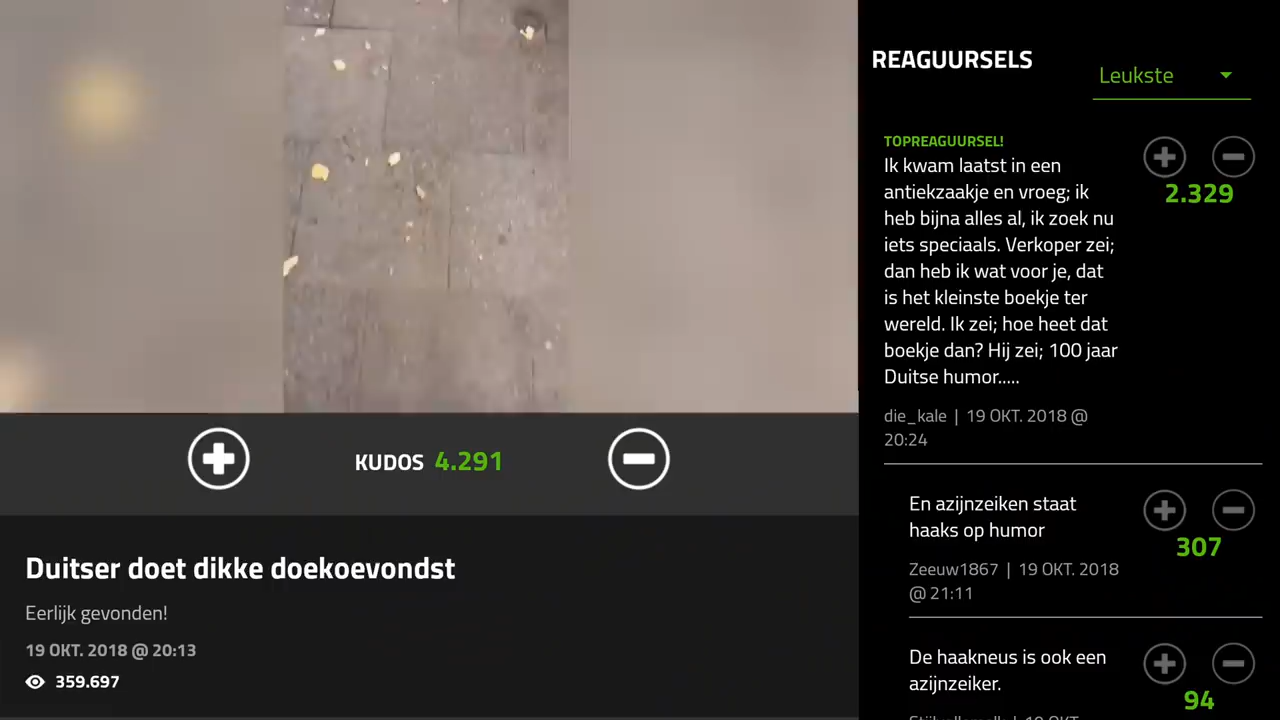 KUDOS 4.291
Duitser doet dikke doekoevondst
Eerlijk gevonden!
19 OKT. 2018 @ 20:13
359.697
REAGUURSELS
Leukste
TOPREAGUURSEL!
Ik kwam laatst in een
antiekzaakje en vroeg; ik
heb bijna alles al, ik zoek nu
iets speciaals. Verkoper zei;
dan heb ik wat voor je, dat
is het kleinste boekje ter
wereld. Ik zei; hoe heet dat
boekje dan? Hij zei; 100 jaar
Duitse humor.....
2.329
die_kale | 19 OKT. 2018 @
20:24
En azijnzeiken staat
haaks op humor
307
Zeeuw1867 | 19 OKT. 2018
@ 21:11
De haakneus is ook een
azijnzeiker.
94